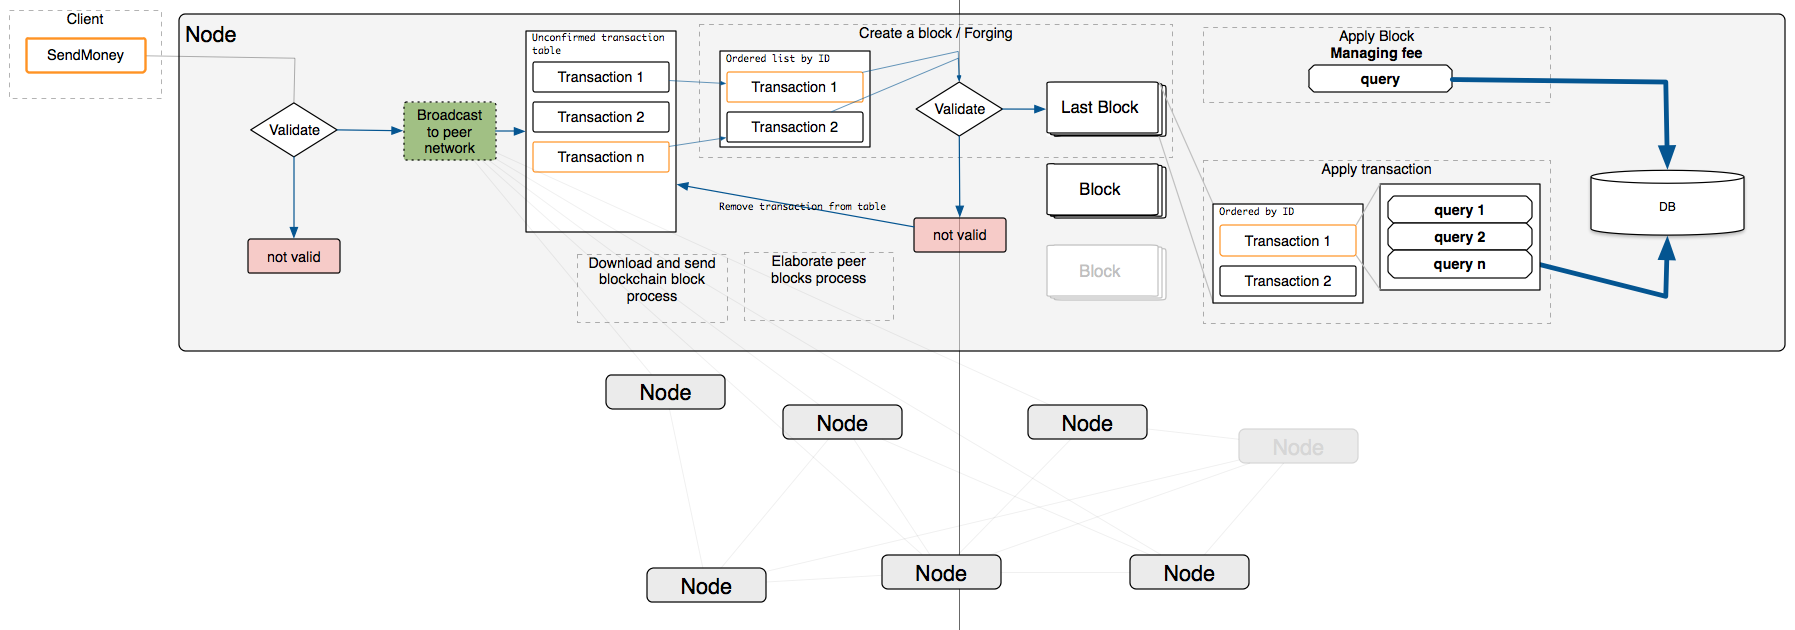 Client
SendMoney
Node
Validate
not valid
Broadcast
to peer
network
Unconfirmed transaction
table
Transaction 1
Transaction 2
Transaction n
Create a block / Forging
Ordered list by ID
Transaction 1
Transaction 2
Validate
Last Block
Block
Block
Remove transaction from table
not valid
Download and send
blockchain block
process
Elaborate peer
blocks process
Apply Block
Managing fee
query
Apply transaction
Ordered by ID
Transaction 1
Transaction 2
query 1
query 2
query n
DB
Node
Node
Node
Node
Node
Node
Node